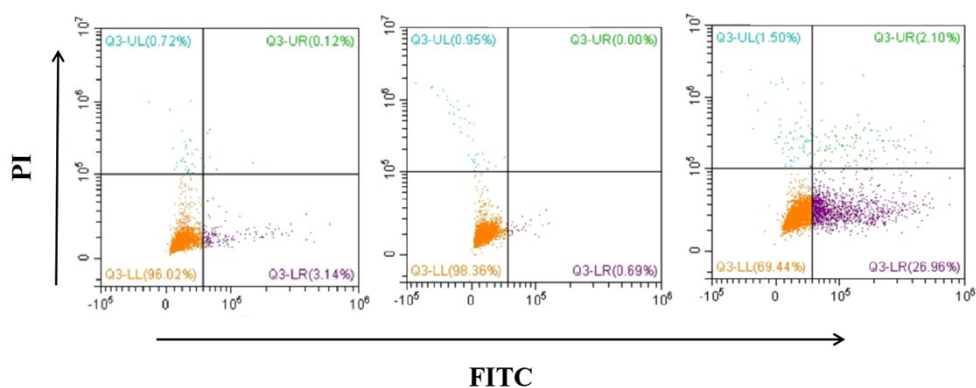 PI
10⁷
Q3-UL(0.72%)
Q3-UR(0.12%)
10⁶
10⁵
0
Q3-LL(96.02%)
Q3-LR(3.14%)
-10⁵
0
10⁵
10⁶
10⁷
Q3-UL(0.95%)
Q3-UR(0.00%)
10⁶
10⁵
0
Q3-LL(98.36%)
Q3-LR(0.69%)
-10⁵
0
10⁵
10⁶
10⁷
Q3-UL(1.50%)
Q3-UR(2.10%)
10⁶
10⁵
0
Q3-LL(69.44%)
Q3-LR(26.96%)
-10⁵
0
10⁵
10⁶
FITC